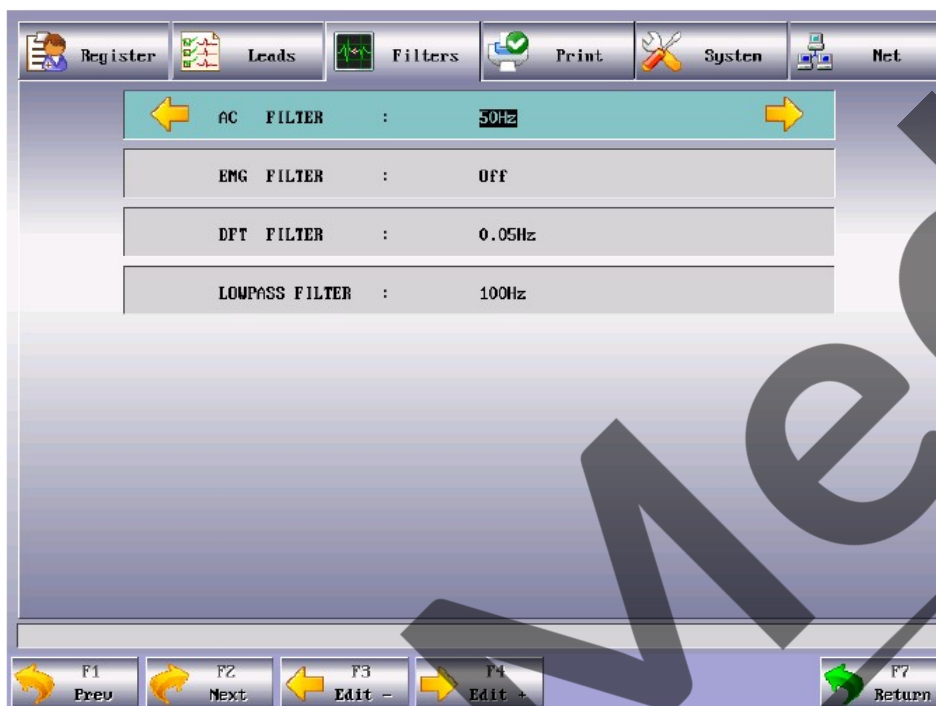 Register Leads Filters Print System Net
AC FILTER : 50Hz
EMG FILTER : Off
DFT FILTER : 0.05Hz
LOWPASS FILTER : 100Hz
F1 F2 F3 F4 F7
Prev Next Edit - Edit + Return